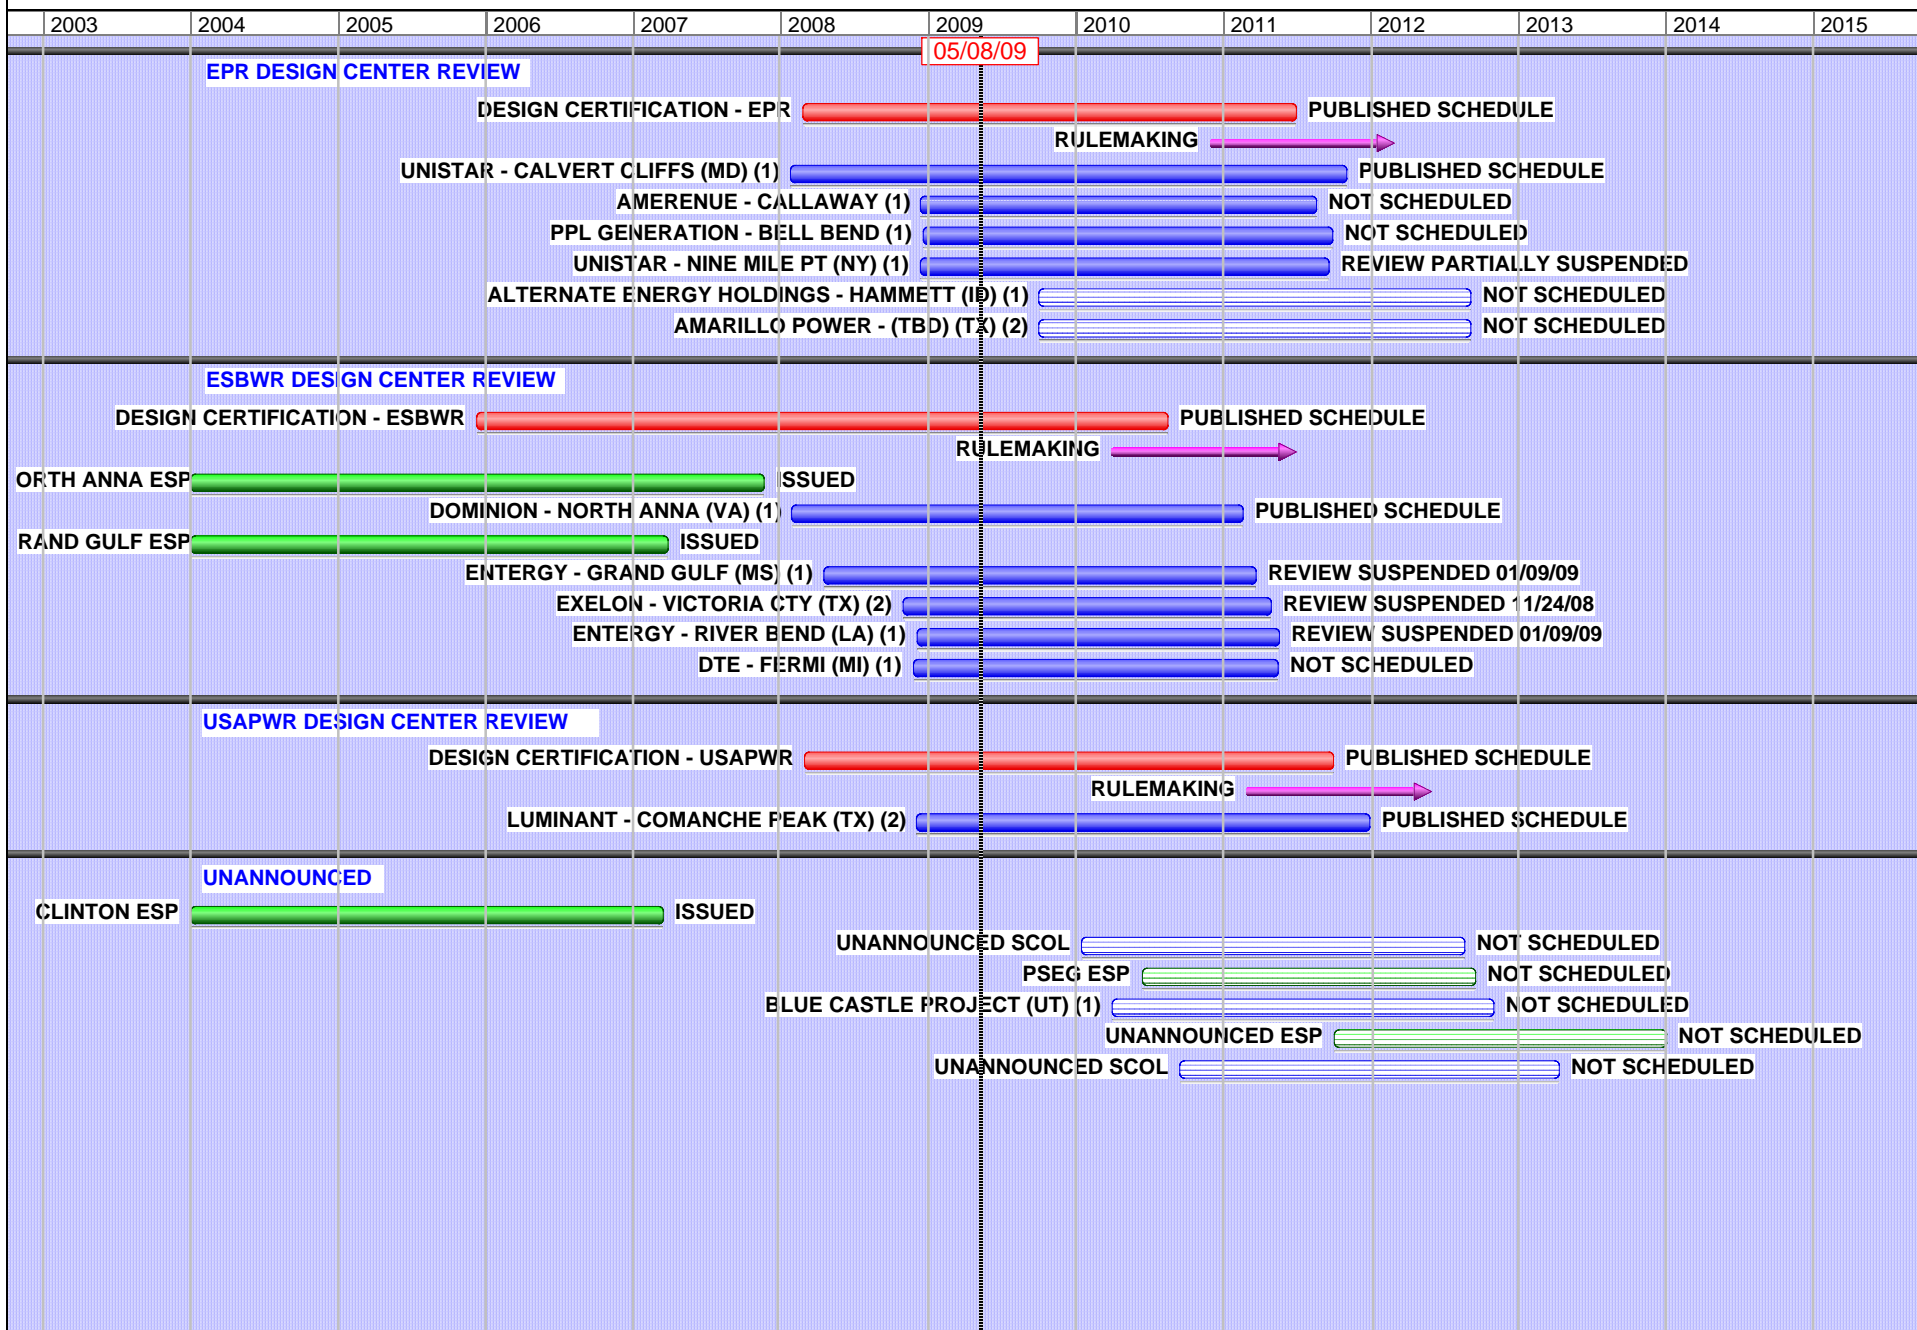 2003 2004 2005 2006 2007 2008 2009 2010 2011 2012 2013 2014 2015
05/08/09
EPR DESIGN CENTER REVIEW
DESIGN CERTIFICATION - EPR PUBLISHED SCHEDULE
RULEMAKING
UNISTAR - CALVERT CLIFFS (MD) (1) PUBLISHED SCHEDULE
AMERENUE - CALLAWAY (1) NOT SCHEDULED
PPL GENERATION - BELL BEND (1) NOT SCHEDULED
UNISTAR - NINE MILE PT (NY) (1) REVIEW PARTIALLY SUSPENDED
ALTERNATE ENERGY HOLDINGS - HAMMETT (ID) (1) NOT SCHEDULED
AMARILLO POWER - (TBD) (TX) (2) NOT SCHEDULED
ESBWR DESIGN CENTER REVIEW
DESIGN CERTIFICATION - ESBWR PUBLISHED SCHEDULE
RULEMAKING
ORTH ANNA ESP ISSUED
DOMINION - NORTH ANNA (VA) (1) PUBLISHED SCHEDULE
RAND GULF ESP ISSUED
ENTERGY - GRAND GULF (MS) (1) REVIEW SUSPENDED 01/09/09
EXELON - VICTORIA CTY (TX) (2) REVIEW SUSPENDED 11/24/08
ENTERGY - RIVER BEND (LA) (1) REVIEW SUSPENDED 01/09/09
DTE - FERMI (MI) (1) NOT SCHEDULED
USAPWR DESIGN CENTER REVIEW
DESIGN CERTIFICATION - USAPWR PUBLISHED SCHEDULE
RULEMAKING
LUMINANT - COMANCHE PEAK (TX) (2) PUBLISHED SCHEDULE
UNANNOUNCED
CLINTON ESP ISSUED
UNANNOUNCED SCOL NOT SCHEDULED
PSEG ESP NOT SCHEDULED
BLUE CASTLE PROJECT (UT) (1) NOT SCHEDULED
UNANNOUNCED ESP NOT SCHEDULED
UNANNOUNCED SCOL NOT SCHEDULED